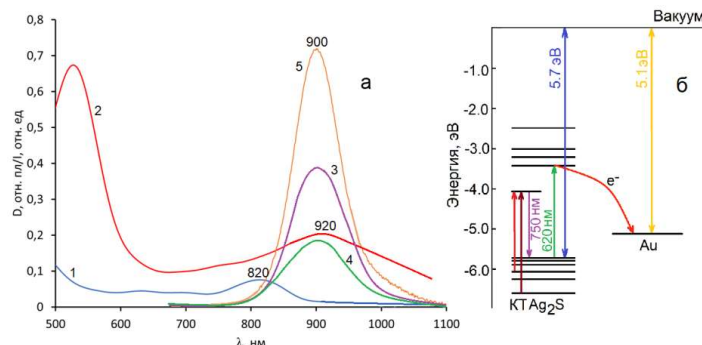 D, отн. пл/I, отн. ед
0,8
0,7
0,6
0,5
0,4
0,3
0,2
0,1
0
500
600
700
800
900
1000
1100
λ, нм
900
5
a
2
3
920
820
4
1
Энергия, эВ
-1.0
-2.0
-3.0
-4.0
-5.0
-6.0
Вакуум
5.7 эВ
5.1 эВ
б
e⁻
750 нм
620 нм
Au
КТ Ag₂S